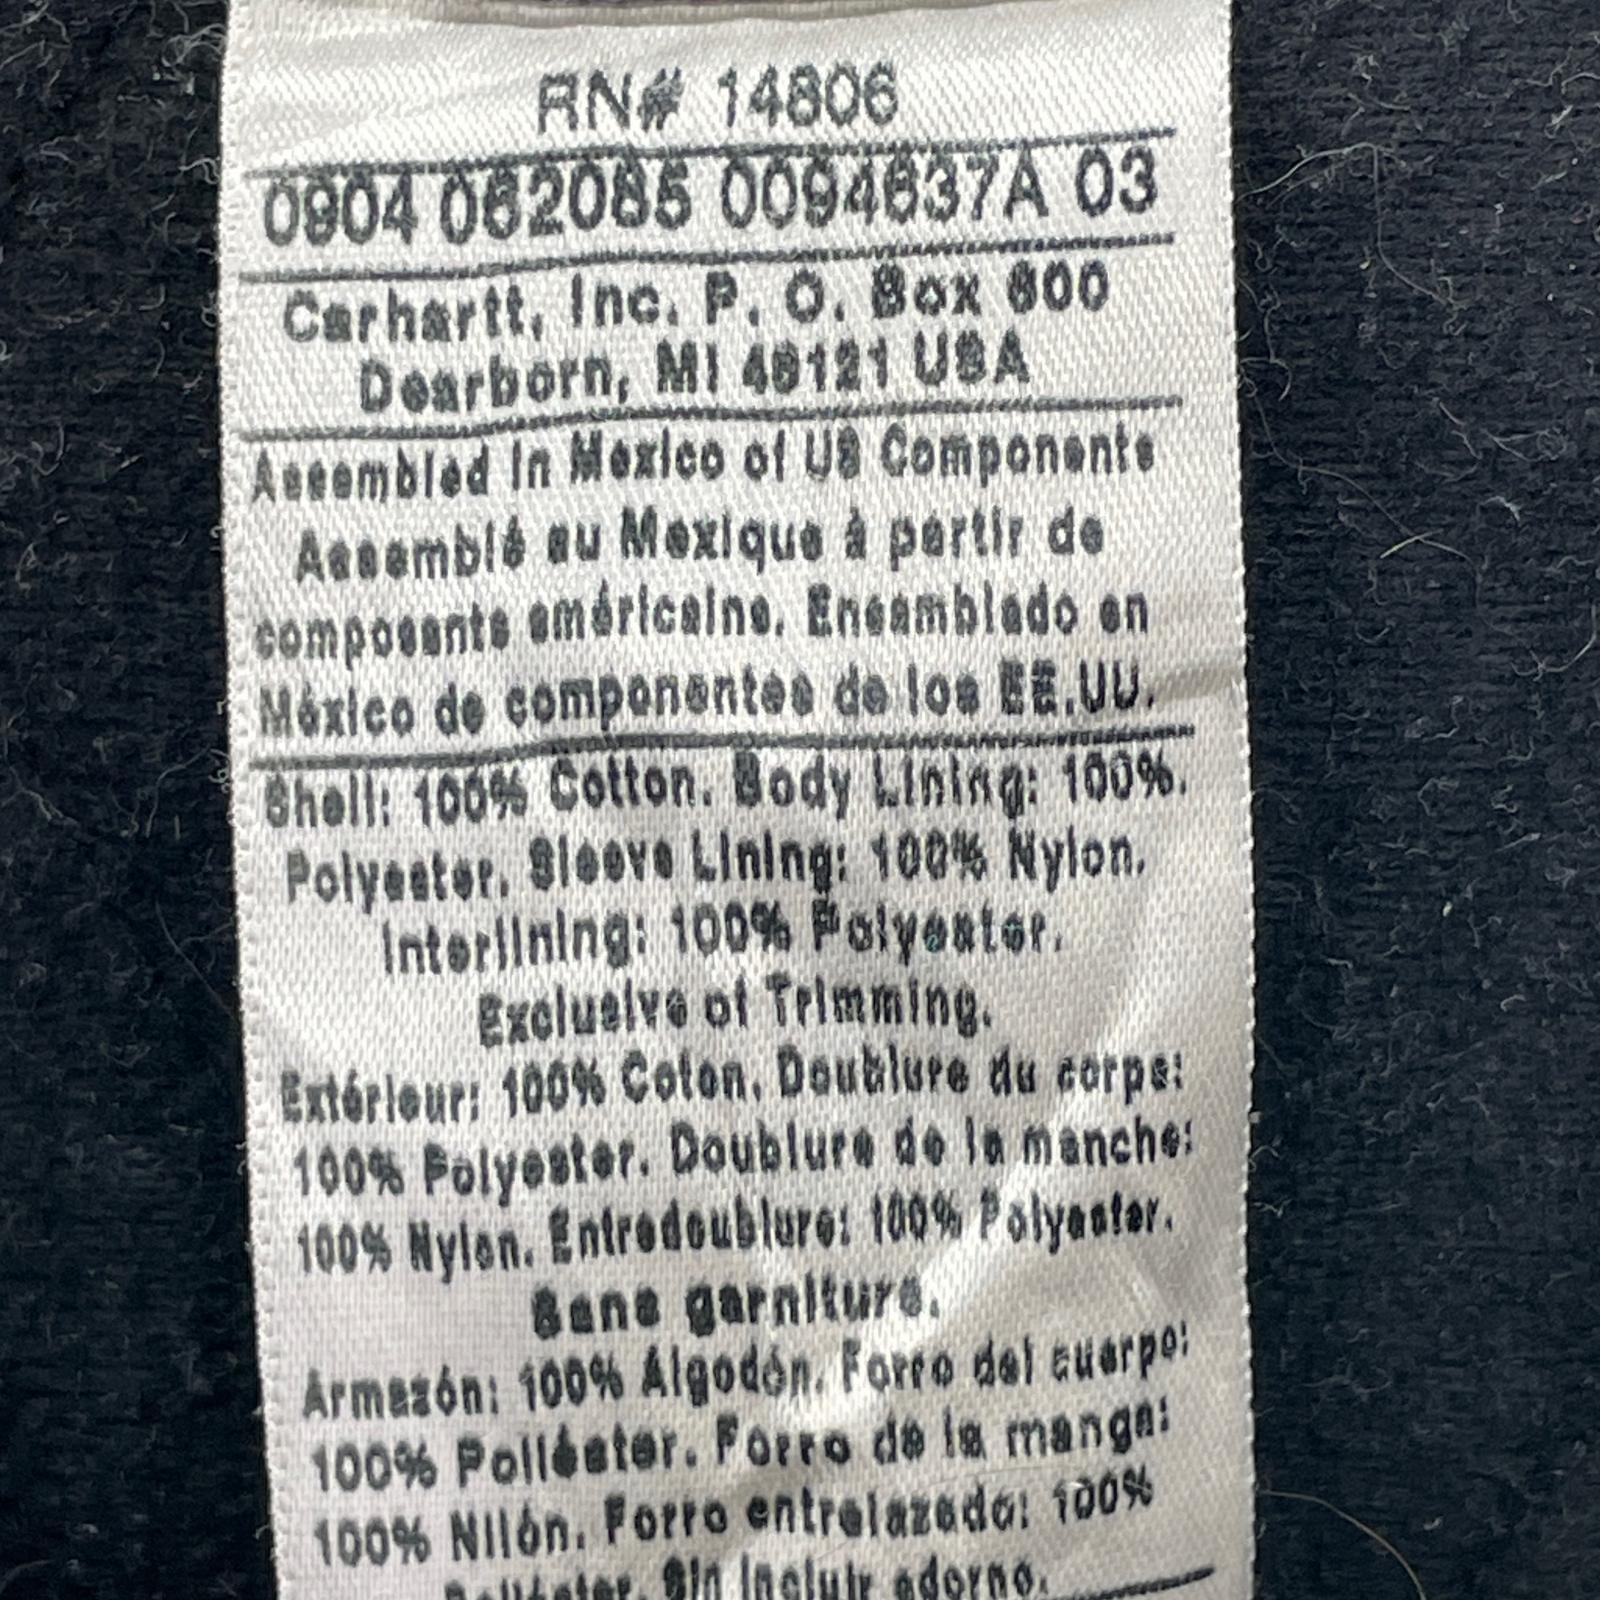 RN# 14806
0904 062085 0094637A 03
Carhartt, Inc. P. O. Box 600
Dearborn, MI 48121 USA
Assembled in Mexico of US Components
Assemblé au Mexique à partir de
composants américains. Ensamblado en
México de componentes de los EE.UU.
Shell: 100% Cotton. Body Lining: 100%.
Polyester. Sleeve Lining: 100% Nylon.
Interlining: 100% Polyester.
Exclusive of Trimming.
Extérieur: 100% Coton. Doublure du corps:
100% Polyester. Doublure de la manche:
100% Nylon. Entredoublure: 100% Polyester.
Sans garniture.
Armazón: 100% Algodón. Forro del cuerpo:
100% Poliéster. Forro de la manga:
100% Nilón. Forro entrelazado: 100%
Poliéster. Sin incluir adorno.